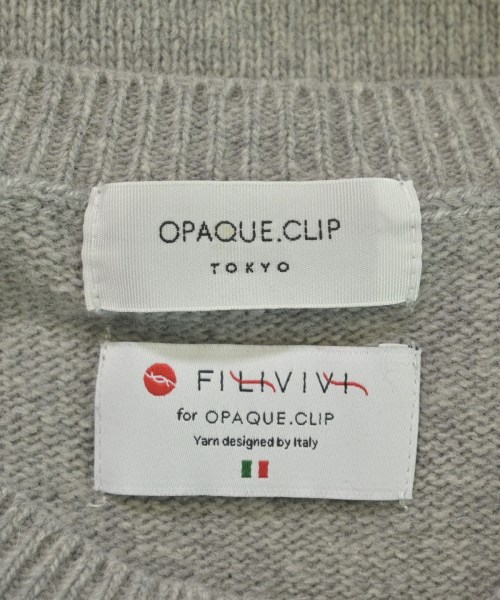 OPAQUE.CLIP
TOKYO
FILIVIVI
for OPAQUE.CLIP
Yarn designed by Italy